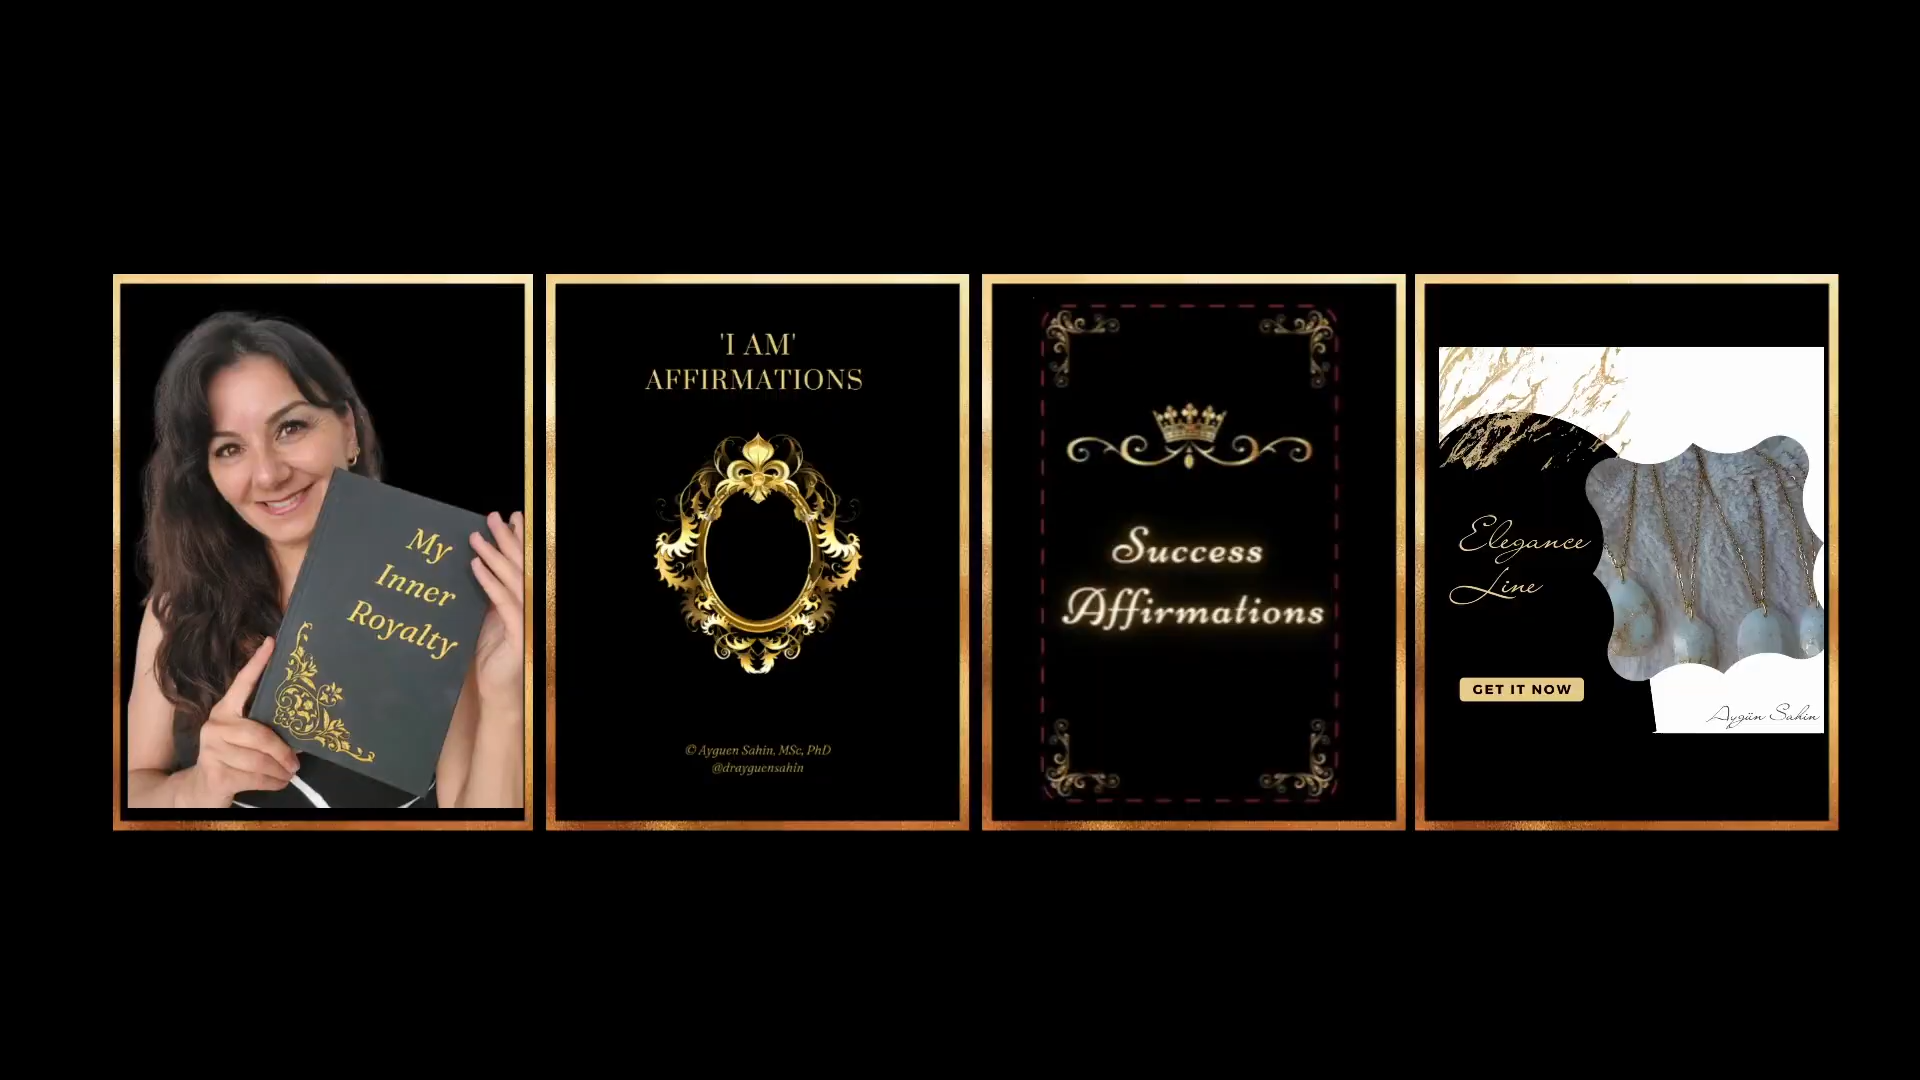 My
Inner
Royalty
'I AM'
AFFIRMATIONS
© Ayguen Sahin, MSc, PhD
@drayguensahin
Success
Affirmations
Elegance
Line
GET IT NOW
Aygün Sahin